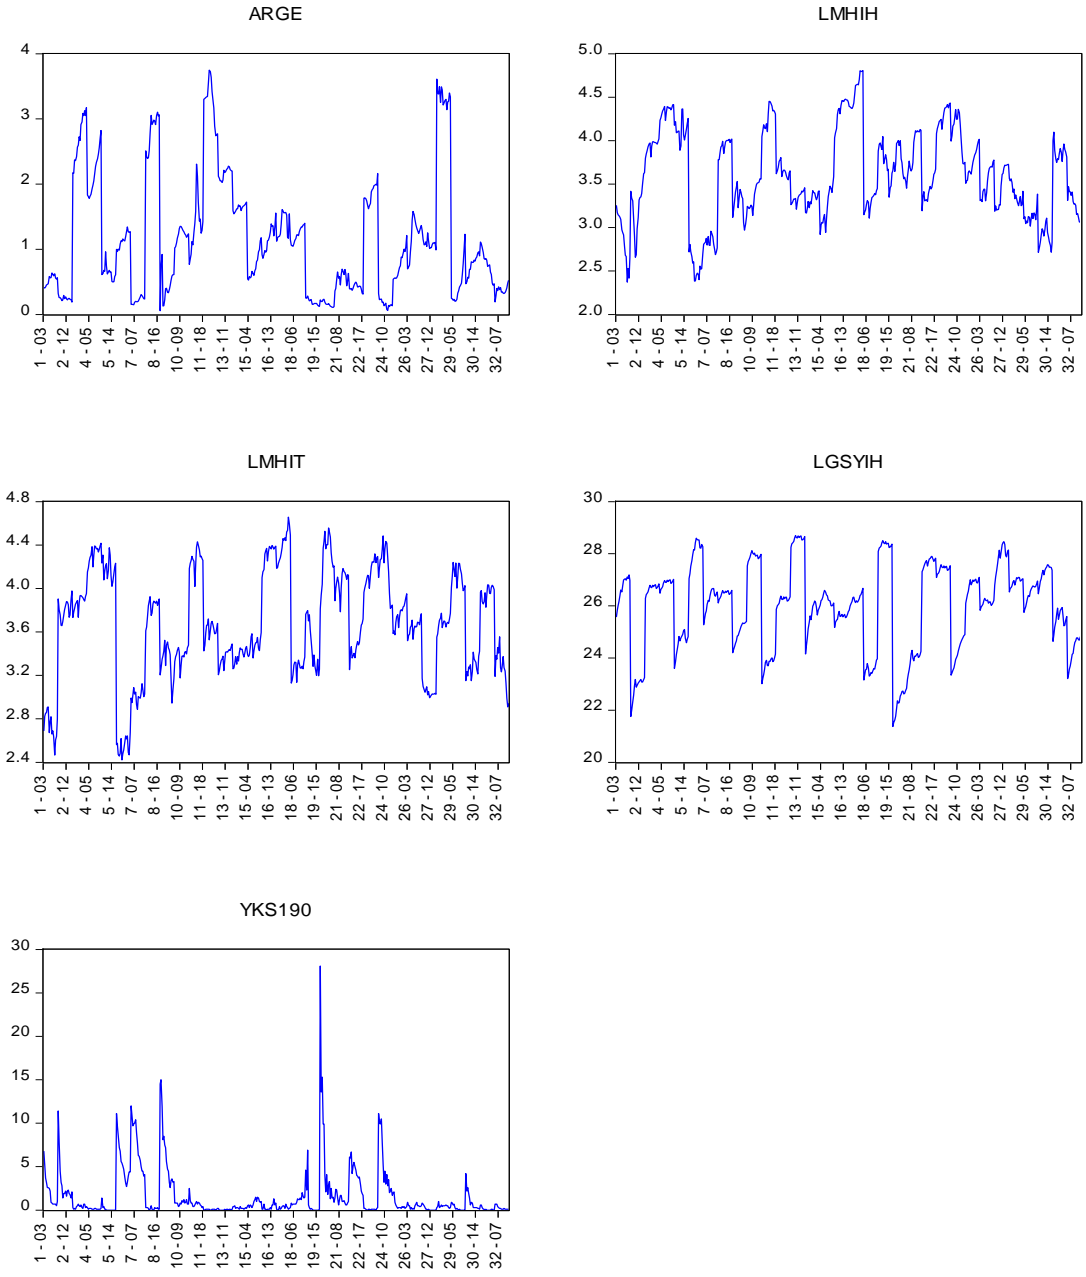 ARGE
4
3
2
1
0
1 - 03
2 - 12
4 - 05
5 - 14
7 - 07
8 - 16
10 - 09
11 - 18
13 - 11
15 - 04
16 - 13
18 - 06
19 - 15
21 - 08
22 - 17
24 - 10
26 - 03
27 - 12
29 - 05
30 - 14
32 - 07
LMHIH
5.0
4.5
4.0
3.5
3.0
2.5
2.0
1 - 03
2 - 12
4 - 05
5 - 14
7 - 07
8 - 16
10 - 09
11 - 18
13 - 11
15 - 04
16 - 13
18 - 06
19 - 15
21 - 08
22 - 17
24 - 10
26 - 03
27 - 12
29 - 05
30 - 14
32 - 07
LMHIT
4.8
4.4
4.0
3.6
3.2
2.8
2.4
1 - 03
2 - 12
4 - 05
5 - 14
7 - 07
8 - 16
10 - 09
11 - 18
13 - 11
15 - 04
16 - 13
18 - 06
19 - 15
21 - 08
22 - 17
24 - 10
26 - 03
27 - 12
29 - 05
30 - 14
32 - 07
LGSYIH
30
28
26
24
22
20
1 - 03
2 - 12
4 - 05
5 - 14
7 - 07
8 - 16
10 - 09
11 - 18
13 - 11
15 - 04
16 - 13
18 - 06
19 - 15
21 - 08
22 - 17
24 - 10
26 - 03
27 - 12
29 - 05
30 - 14
32 - 07
YKS190
30
25
20
15
10
5
0
1 - 03
2 - 12
4 - 05
5 - 14
7 - 07
8 - 16
10 - 09
11 - 18
13 - 11
15 - 04
16 - 13
18 - 06
19 - 15
21 - 08
22 - 17
24 - 10
26 - 03
27 - 12
29 - 05
30 - 14
32 - 07